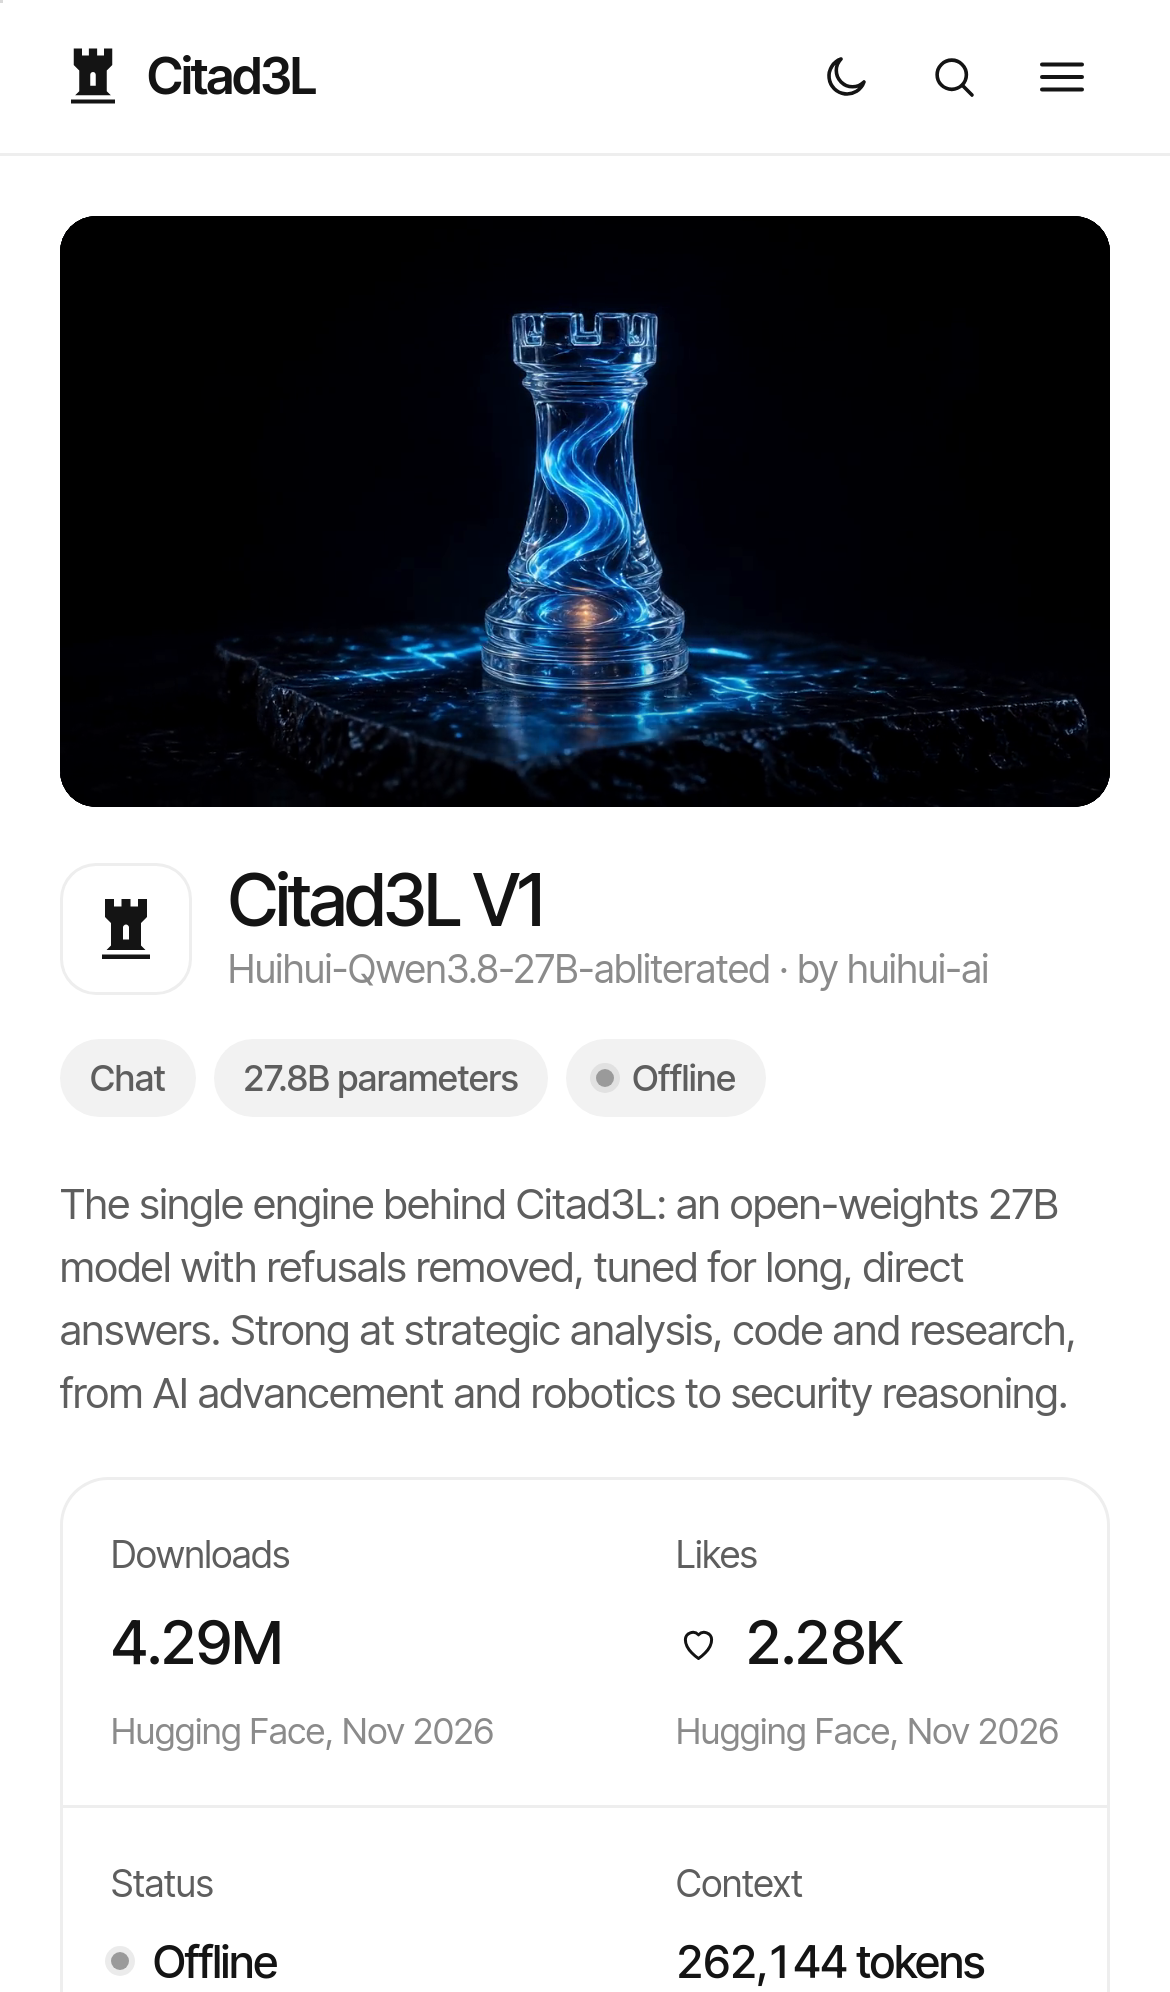 Citad3L
Citad3L V1
Huihui-Qwen3.8-27B-abliterated · by huihui-ai
Chat
27.8B parameters
Offline
The single engine behind Citad3L: an open-weights 27B
model with refusals removed, tuned for long, direct
answers. Strong at strategic analysis, code and research,
from AI advancement and robotics to security reasoning.
Downloads
4.29M
Hugging Face, Nov 2026
Likes
2.28K
Hugging Face, Nov 2026
Status
Offline
Context
262,144 tokens